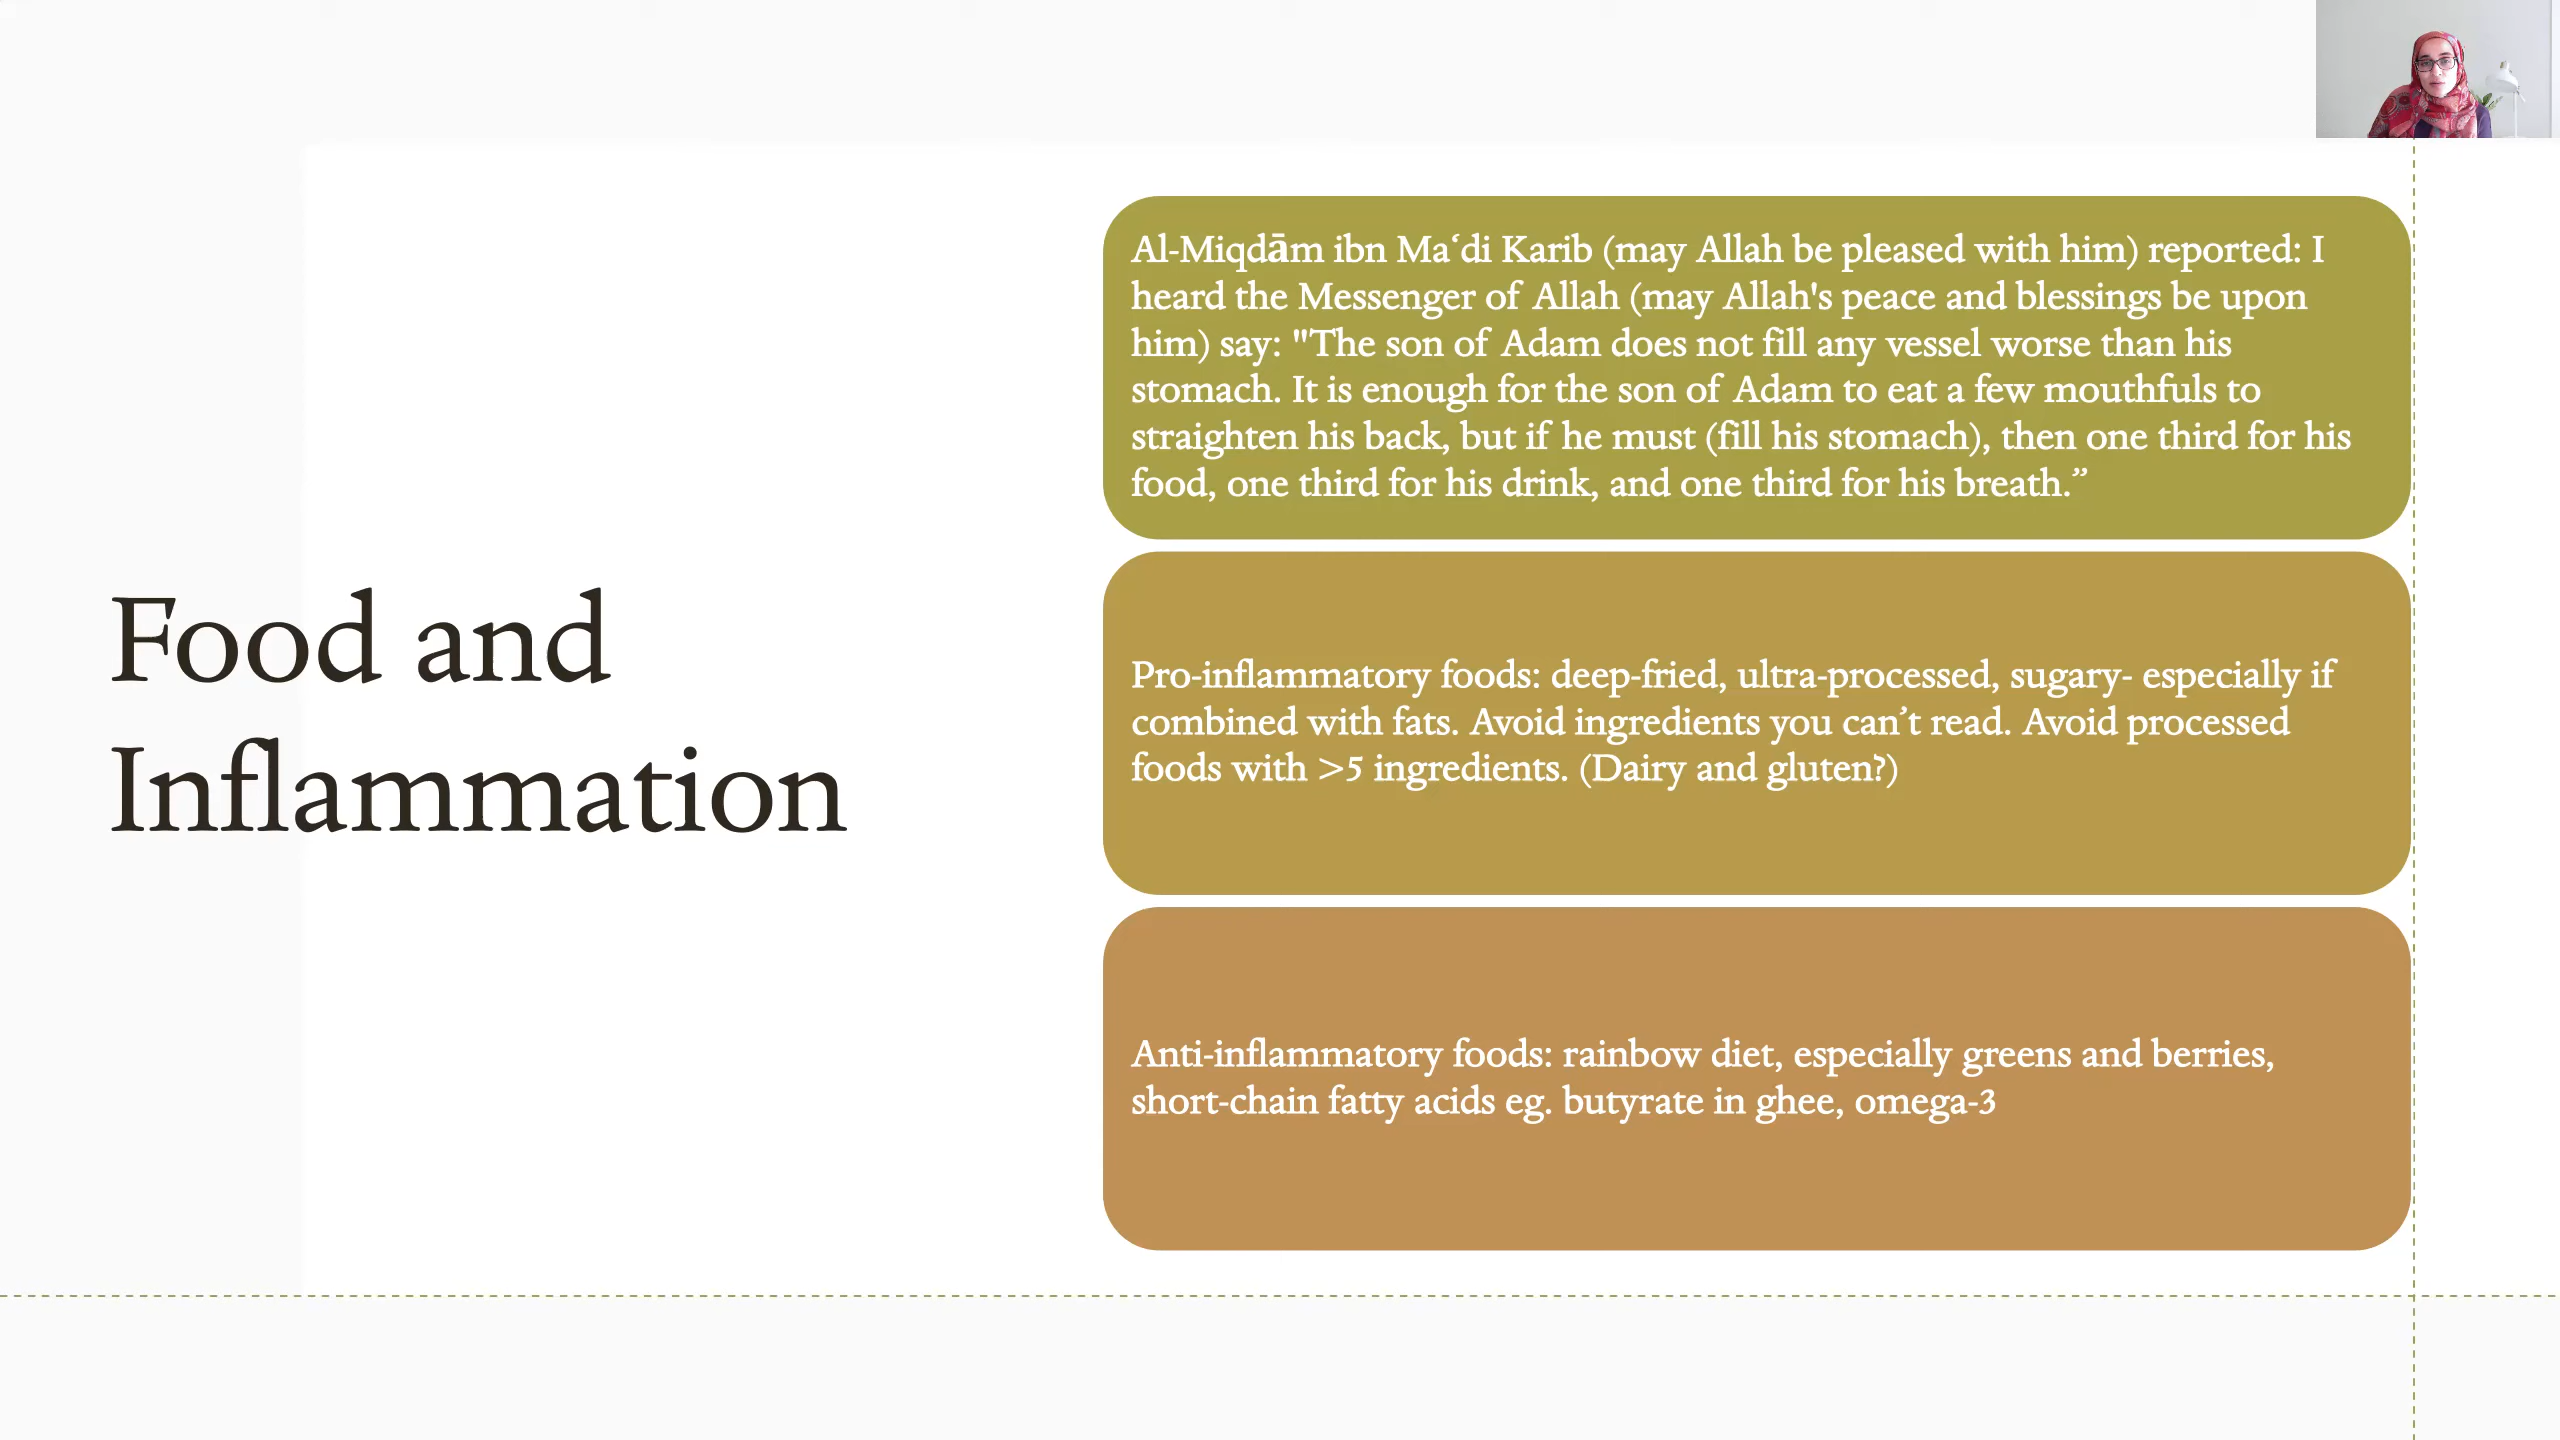 Food and
Inflammation
Al-Miqdām ibn Ma‘di Karib (may Allah be pleased with him) reported: I
heard the Messenger of Allah (may Allah's peace and blessings be upon
him) say: "The son of Adam does not fill any vessel worse than his
stomach. It is enough for the son of Adam to eat a few mouthfuls to
straighten his back, but if he must (fill his stomach), then one third for his
food, one third for his drink, and one third for his breath.”
Pro-inflammatory foods: deep-fried, ultra-processed, sugary- especially if
combined with fats. Avoid ingredients you can’t read. Avoid processed
foods with >5 ingredients. (Dairy and gluten?)
Anti-inflammatory foods: rainbow diet, especially greens and berries,
short-chain fatty acids eg. butyrate in ghee, omega-3